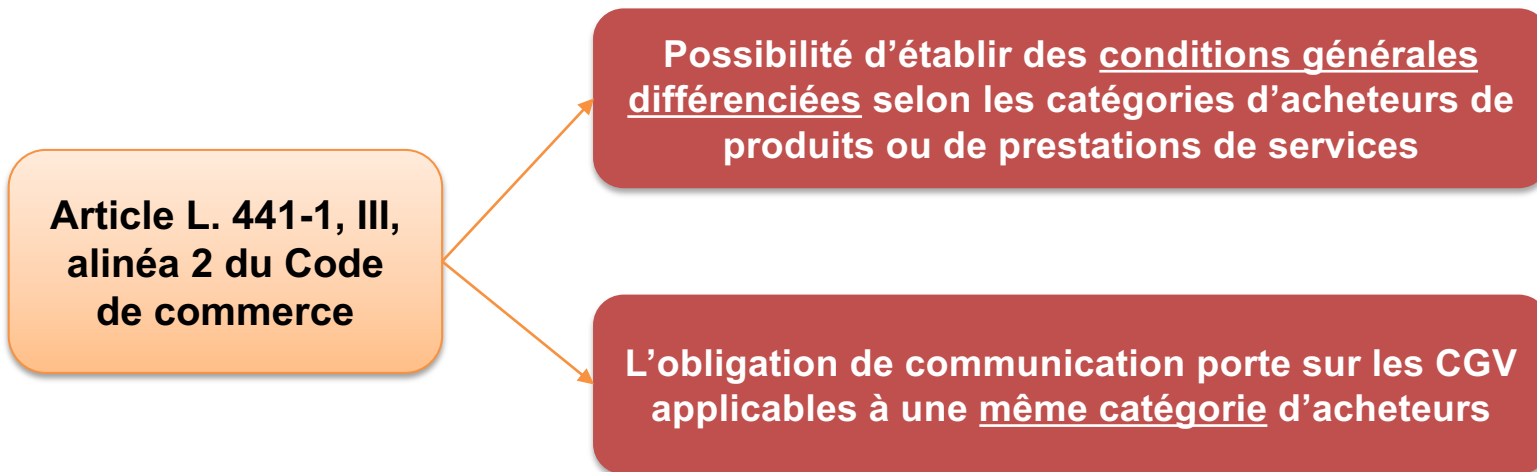 Possibilité d’établir des conditions générales
différenciées selon les catégories d’acheteurs de
produits ou de prestations de services
Article L. 441-1, III,
alinéa 2 du Code
de commerce
L’obligation de communication porte sur les CGV
applicables à une même catégorie d’acheteurs